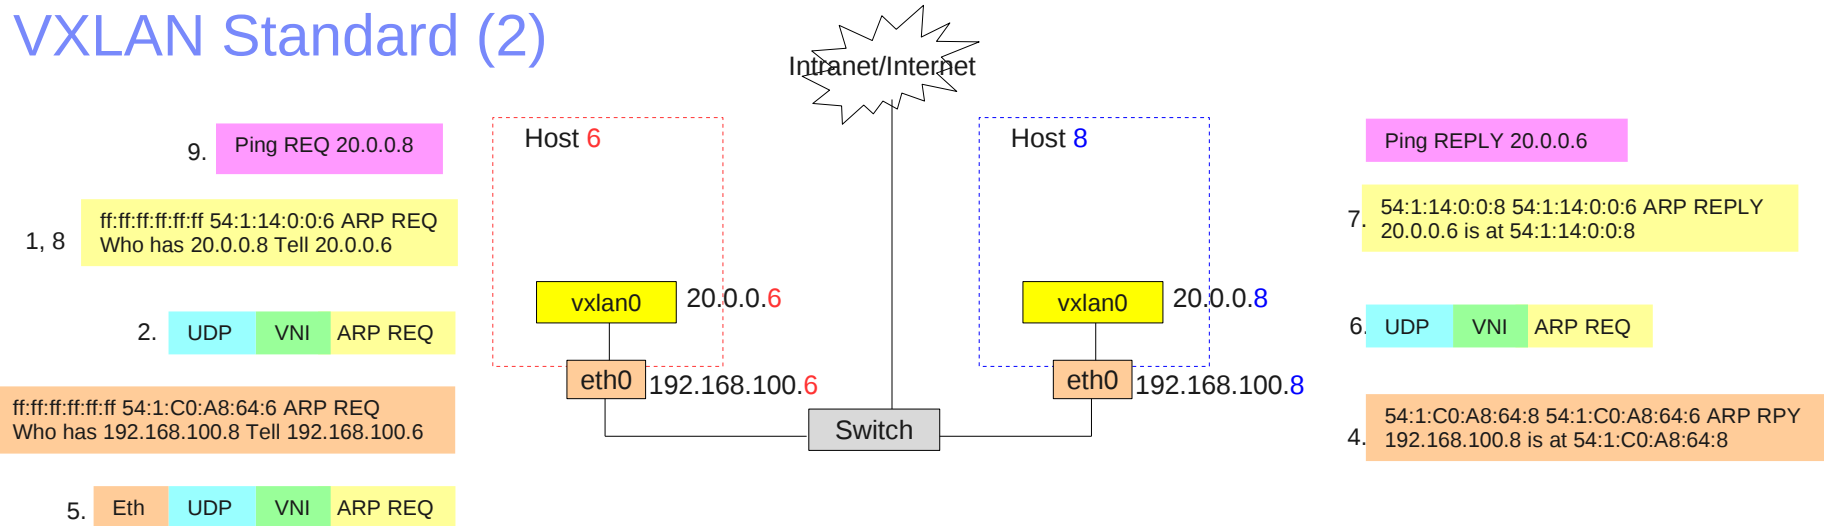 VXLAN Standard (2)
Intranet/Internet
9. Ping REQ 20.0.0.8
1, 8
ff:ff:ff:ff:ff:ff 54:1:14:0:0:6 ARP REQ
Who has 20.0.0.8 Tell 20.0.0.6
2. UDP VNI ARP REQ
ff:ff:ff:ff:ff:ff 54:1:C0:A8:64:6 ARP REQ
Who has 192.168.100.8 Tell 192.168.100.6
5. Eth UDP VNI ARP REQ
Host 6
vxlan0 20.0.0.6
eth0 192.168.100.6
Switch
Host 8
vxlan0 20.0.0.8
eth0 192.168.100.8
Ping REPLY 20.0.0.6
7.
54:1:14:0:0:8 54:1:14:0:0:6 ARP REPLY
20.0.0.6 is at 54:1:14:0:0:8
6. UDP VNI ARP REQ
4.
54:1:C0:A8:64:8 54:1:C0:A8:64:6 ARP RPY
192.168.100.8 is at 54:1:C0:A8:64:8